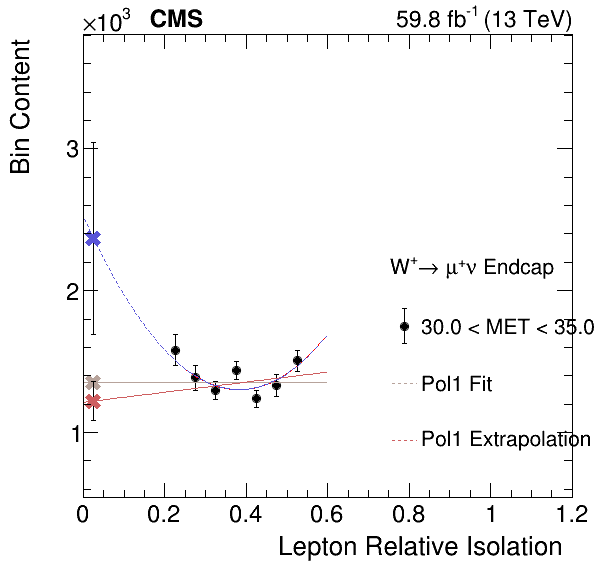 ×10³ CMS 59.8 fb⁻¹ (13 TeV)
Bin Content
3
2
1
W⁺→ μ⁺ν Endcap
30.0 < MET < 35.0
Pol1 Fit
Pol1 Extrapolation
0 0.2 0.4 0.6 0.8 1 1.2
Lepton Relative Isolation